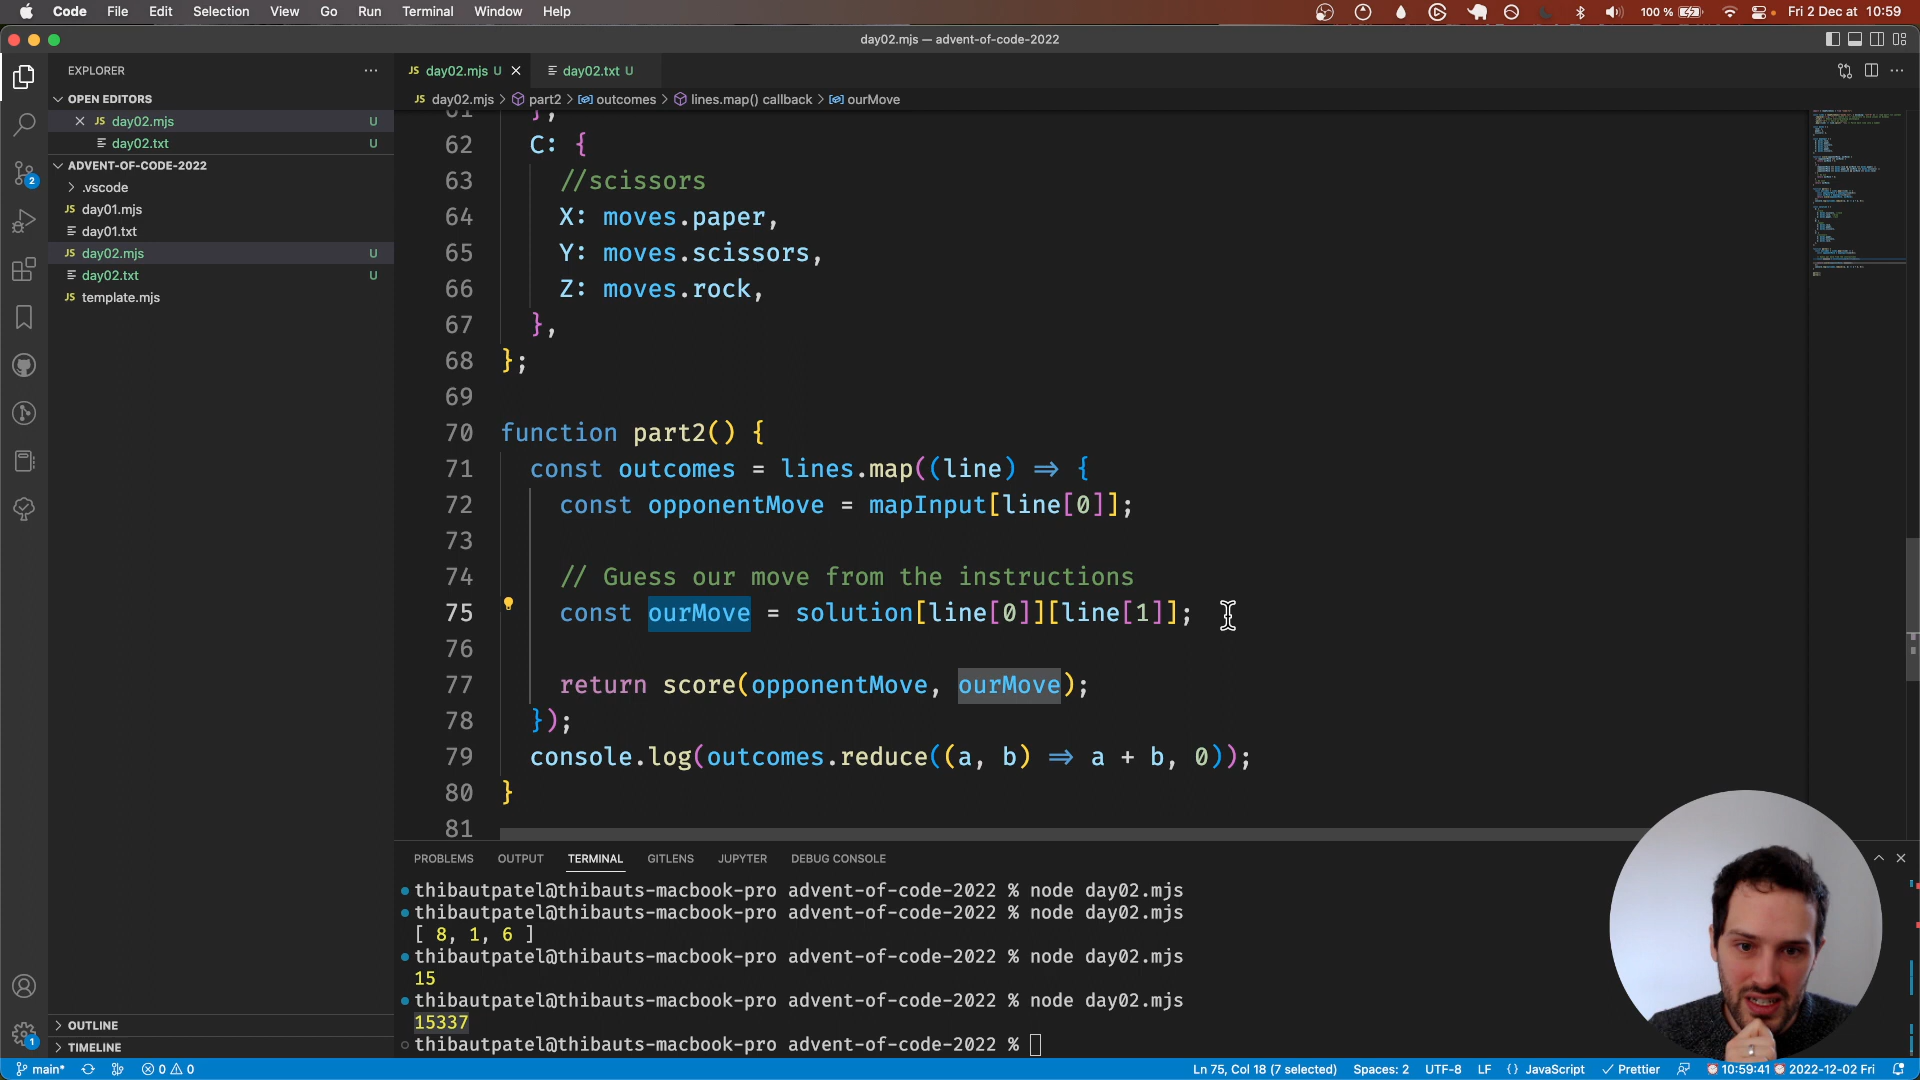 Code File Edit Selection View Go Run Terminal Window Help 100 % Fri 2 Dec at 10:59
day02.mjs — advent-of-code-2022
EXPLORER
OPEN EDITORS
JS day02.mjs U
day02.txt U
ADVENT-OF-CODE-2022
.vscode
JS day01.mjs
day01.txt
JS day02.mjs U
day02.txt U
JS template.mjs
OUTLINE
TIMELINE
2
1
JS day02.mjs U
day02.txt U
JS day02.mjs > part2 > outcomes > lines.map() callback > ourMove
61 },
62 C: {
63 //scissors
64 X: moves.paper,
65 Y: moves.scissors,
66 Z: moves.rock,
67 },
68 };
69
70 function part2() {
71 const outcomes = lines.map((line) => {
72 const opponentMove = mapInput[line[0]];
73
74 // Guess our move from the instructions
75 const ourMove = solution[line[0]][line[1]];
76
77 return score(opponentMove, ourMove);
78 });
79 console.log(outcomes.reduce((a, b) => a + b, 0));
80 }
81
PROBLEMS OUTPUT TERMINAL GITLENS JUPYTER DEBUG CONSOLE
thibautpatel@thibauts-macbook-pro advent-of-code-2022 % node day02.mjs
thibautpatel@thibauts-macbook-pro advent-of-code-2022 % node day02.mjs
[ 8, 1, 6 ]
thibautpatel@thibauts-macbook-pro advent-of-code-2022 % node day02.mjs
15
thibautpatel@thibauts-macbook-pro advent-of-code-2022 % node day02.mjs
15337
thibautpatel@thibauts-macbook-pro advent-of-code-2022 %
main* 0 0 Ln 75, Col 18 (7 selected) Spaces: 2 UTF-8 LF {} JavaScript Prettier 10:59:41 2022-12-02 Fri